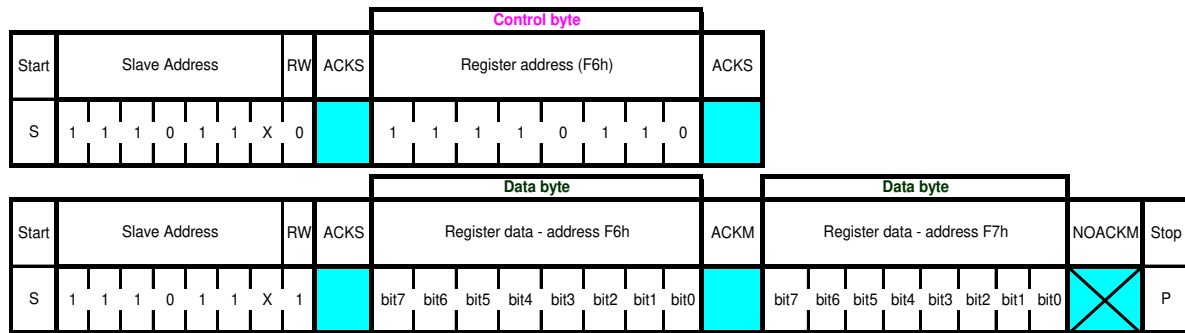 Control byte
Start Slave Address RW ACKS Register address (F6h) ACKS
S 1 1 1 0 1 1 X 0 1 1 1 1 0 1 1 0
Data byte Data byte
Start Slave Address RW ACKS Register data - address F6h ACKM Register data - address F7h NOACKM Stop
S 1 1 1 0 1 1 X 1 bit7 bit6 bit5 bit4 bit3 bit2 bit1 bit0 bit7 bit6 bit5 bit4 bit3 bit2 bit1 bit0 P